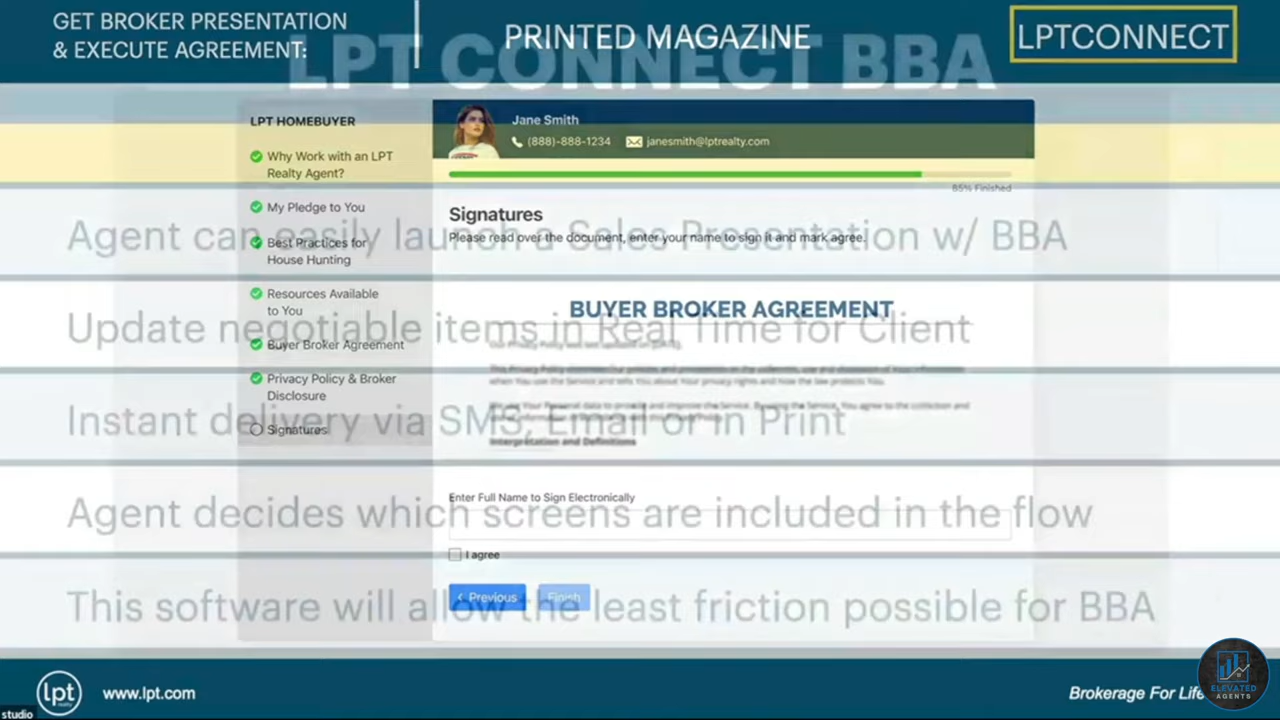 GET BROKER PRESENTATION
& EXECUTE AGREEMENT:
PRINTED MAGAZINE
LPTCONNECT
LPT CONNECT BBA
LPT HOMEBUYER
Why Work with an LPT
Realty Agent?
My Pledge to You
Best Practices for
House Hunting
Resources Available
to You
Buyer Broker Agreement
Privacy Policy & Broker
Disclosure
Signatures
Jane Smith
(888)-888-1234
janesmith@lptrealty.com
85% Finished
Signatures
Please read over the document, enter your name to sign it and mark agree.
BUYER BROKER AGREEMENT
Interpretation and Definitions
Enter Full Name to Sign Electronically
I agree
Previous
Finish
Agent can easily launch a Sales Presentation w/ BBA
Update negotiable items in Real Time for Client
Instant delivery via SMS, Email or in Print
Agent decides which screens are included in the flow
This software will allow the least friction possible for BBA
lpt
realty
www.lpt.com
Brokerage For Life
ELEVATED
AGENTS
studio